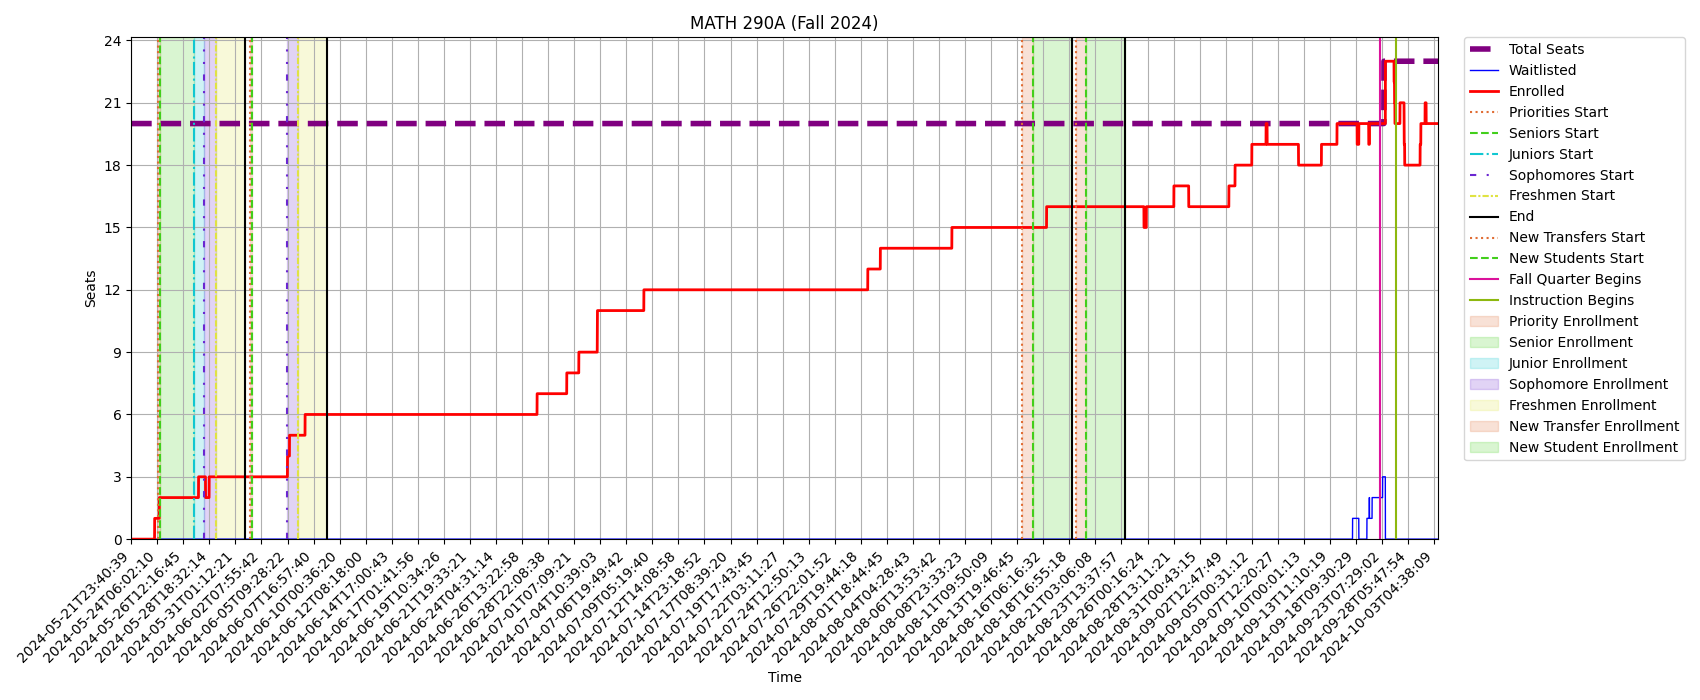 MATH 290A (Fall 2024)
Seats
24
21
18
15
12
9
6
3
0
2024-05-21T23:40:39
2024-05-24T06:02:10
2024-05-26T12:16:45
2024-05-28T18:32:14
2024-05-31T01:12:21
2024-06-02T07:55:42
2024-06-05T09:28:22
2024-06-07T16:57:40
2024-06-10T00:36:20
2024-06-12T08:18:00
2024-06-14T17:00:43
2024-06-17T01:41:56
2024-06-19T10:34:26
2024-06-21T19:33:21
2024-06-24T04:31:14
2024-06-26T13:22:58
2024-06-28T22:08:38
2024-07-01T07:09:21
2024-07-04T10:39:03
2024-07-06T19:49:42
2024-07-09T05:19:40
2024-07-12T14:08:58
2024-07-14T23:18:52
2024-07-17T08:39:20
2024-07-19T17:43:45
2024-07-22T03:11:27
2024-07-24T12:50:13
2024-07-26T22:01:52
2024-07-29T19:44:18
2024-08-01T18:44:45
2024-08-04T04:28:43
2024-08-06T13:53:42
2024-08-08T23:33:23
2024-08-11T09:50:09
2024-08-13T19:46:45
2024-08-16T06:16:32
2024-08-18T16:55:18
2024-08-21T03:06:08
2024-08-23T13:37:57
2024-08-26T00:16:24
2024-08-28T13:11:21
2024-08-31T00:43:15
2024-09-02T12:47:49
2024-09-05T00:31:12
2024-09-07T12:20:27
2024-09-10T00:01:13
2024-09-13T11:10:19
2024-09-18T09:30:29
2024-09-23T07:29:02
2024-09-28T05:47:54
2024-10-03T04:38:09
Time
Total Seats
Waitlisted
Enrolled
Priorities Start
Seniors Start
Juniors Start
Sophomores Start
Freshmen Start
End
New Transfers Start
New Students Start
Fall Quarter Begins
Instruction Begins
Priority Enrollment
Senior Enrollment
Junior Enrollment
Sophomore Enrollment
Freshmen Enrollment
New Transfer Enrollment
New Student Enrollment